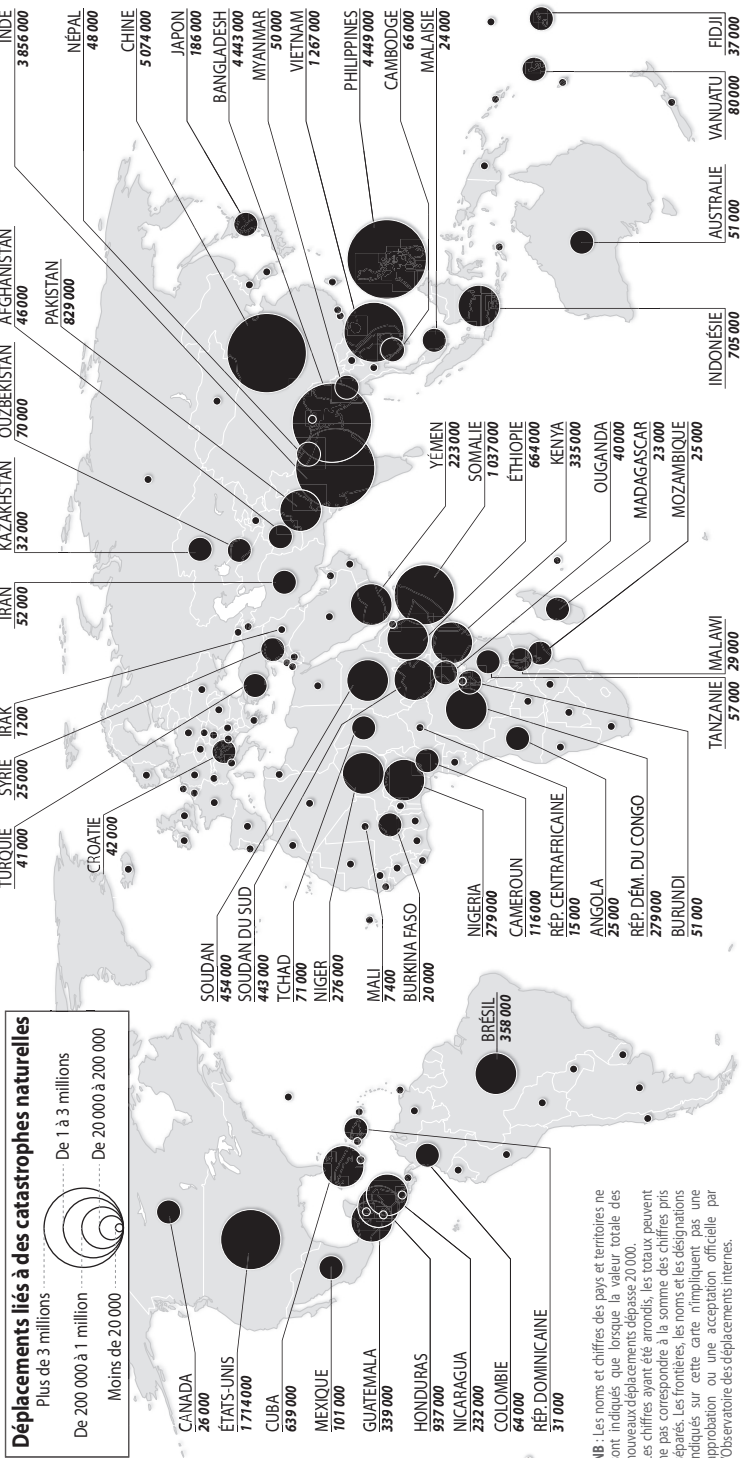 Déplacements liés à des catastrophes naturelles
Plus de 3 millions
De 1 à 3 millions
De 200 000 à 1 million
De 20 000 à 200 000
Moins de 20 000
CANADA
26 000
ÉTATS-UNIS
1 714 000
CUBA
639 000
MEXIQUE
101 000
GUATEMALA
339 000
HONDURAS
937 000
NICARAGUA
232 000
COLOMBIE
64 000
RÉP. DOMINICAINE
31 000
BRÉSIL
358 000
TURQUIE
41 000
SYRIE
25 000
IRAK
1 200
IRAN
52 000
KAZAKHSTAN
32 000
OUZBÉKISTAN
70 000
AFGHANISTAN
46 000
PAKISTAN
829 000
INDE
3 856 000
NÉPAL
48 000
CHINE
5 074 000
JAPON
186 000
BANGLADESH
4 443 000
MYANMAR
50 000
VIETNAM
1 267 000
PHILIPPINES
4 449 000
CAMBODGE
66 000
MALAISIE
24 000
CROATIE
42 000
SOUDAN
454 000
SOUDAN DU SUD
443 000
TCHAD
71 000
NIGER
276 000
MALI
7 400
BURKINA FASO
20 000
NIGERIA
279 000
CAMEROUN
116 000
RÉP. CENTRAFRICAINE
15 000
ANGOLA
25 000
RÉP. DÉM. DU CONGO
279 000
BURUNDI
51 000
YÉMEN
223 000
SOMALIE
1 037 000
ÉTHIOPIE
664 000
KENYA
335 000
OUGANDA
40 000
MADAGASCAR
23 000
MOZAMBIQUE
25 000
TANZANIE
57 000
MALAWI
29 000
INDONÉSIE
705 000
AUSTRALIE
51 000
VANUATU
80 000
FIDJI
37 000
NB : Les noms et chiffres des pays et territoires ne
sont indiqués que lorsque la valeur totale des
nouveaux déplacements dépasse 20 000.
Les chiffres ayant été arrondis, les totaux peuvent
ne pas correspondre à la somme des chiffres pris
séparés. Les frontières, les noms et les désignations
indiqués sur cette carte n'impliquent pas une
approbation ou une acceptation officielle par
l'Observatoire des déplacements internes.